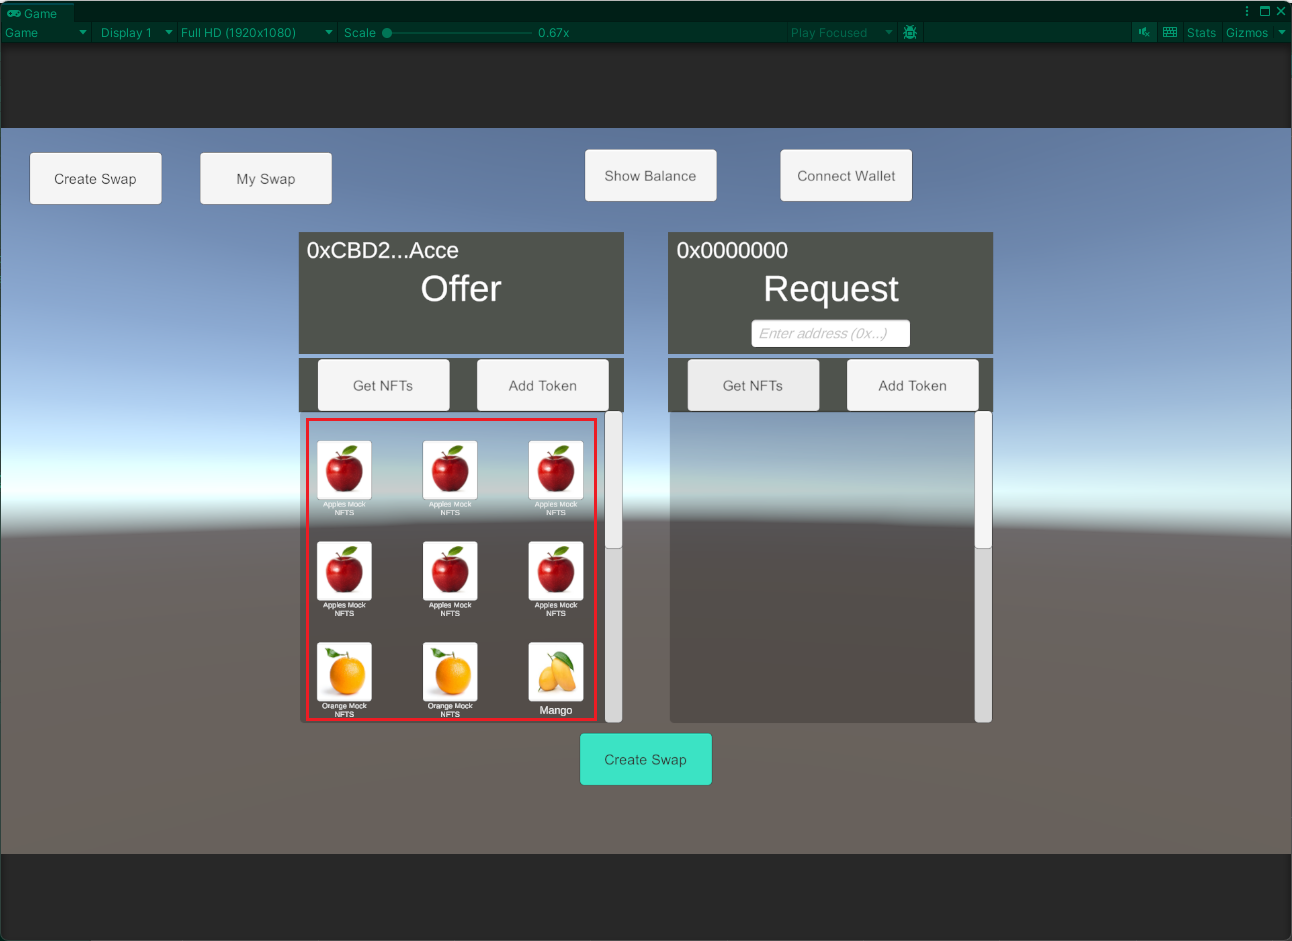 Game
Game Display 1 Full HD (1920x1080) Scale 0.67x Play Focused Stats Gizmos
Create Swap My Swap Show Balance Connect Wallet
0xCBD2...Acce
Offer
0x0000000
Request
Enter address (0x...)
Get NFTs Add Token
Get NFTs Add Token
Apples Mock
NFTS
Apples Mock
NFTS
Apples Mock
NFTS
Apples Mock
NFTS
Apples Mock
NFTS
Apples Mock
NFTS
Orange Mock
NFTS
Orange Mock
NFTS
Mango
Create Swap